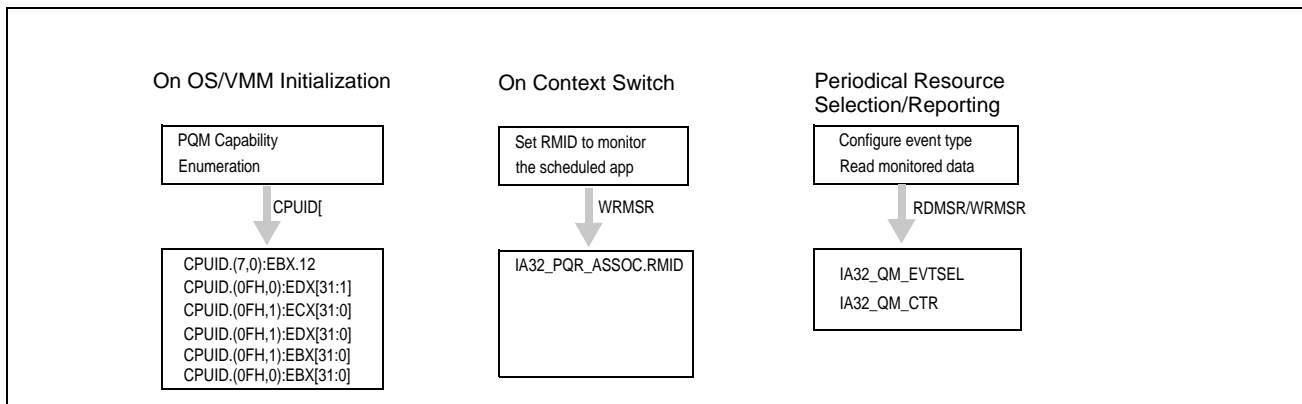 On OS/VMM Initialization
PQM Capability
Enumeration
CPUID[
CPUID.(7,0):EBX.12
CPUID.(0FH,0):EDX[31:1]
CPUID.(0FH,1):ECX[31:0]
CPUID.(0FH,1):EDX[31:0]
CPUID.(0FH,1):EBX[31:0]
CPUID.(0FH,0):EBX[31:0]
On Context Switch
Set RMID to monitor
the scheduled app
WRMSR
IA32_PQR_ASSOC.RMID
Periodical Resource
Selection/Reporting
Configure event type
Read monitored data
RDMSR/WRMSR
IA32_QM_EVTSEL
IA32_QM_CTR